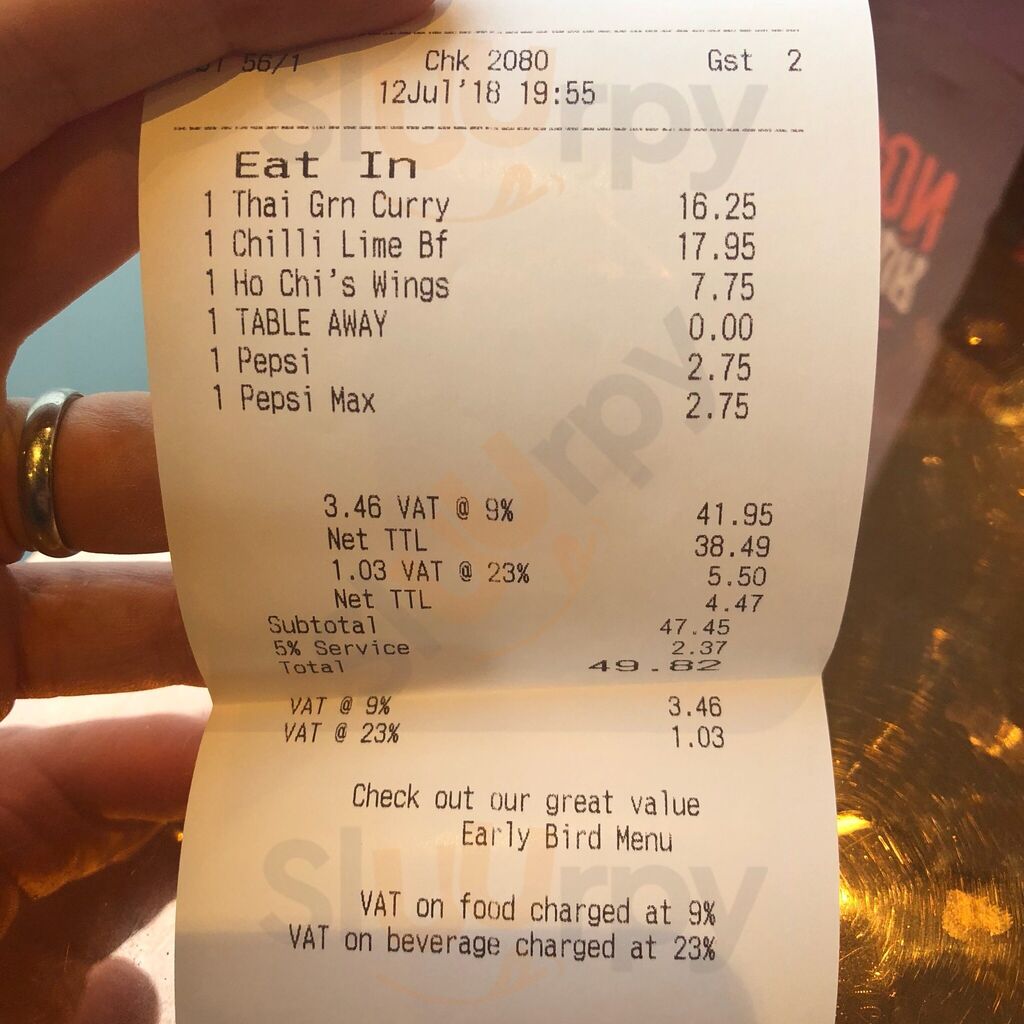 56/1 Chk 2080 Gst 2
12Jul'18 19:55
Eat In
1 Thai Grn Curry 16.25
1 Chilli Lime Bf 17.95
1 Ho Chi's Wings 7.75
1 TABLE AWAY 0.00
1 Pepsi 2.75
1 Pepsi Max 2.75
3.46 VAT @ 9% 41.95
Net TTL 38.49
1.03 VAT @ 23% 5.50
Net TTL 4.47
Subtotal 47.45
5% Service 2.37
Total 49.82
VAT @ 9% 3.46
VAT @ 23% 1.03
Check out our great value
Early Bird Menu
VAT on food charged at 9%
VAT on beverage charged at 23%
Sluurpy
Sluurpy
Sluurpy